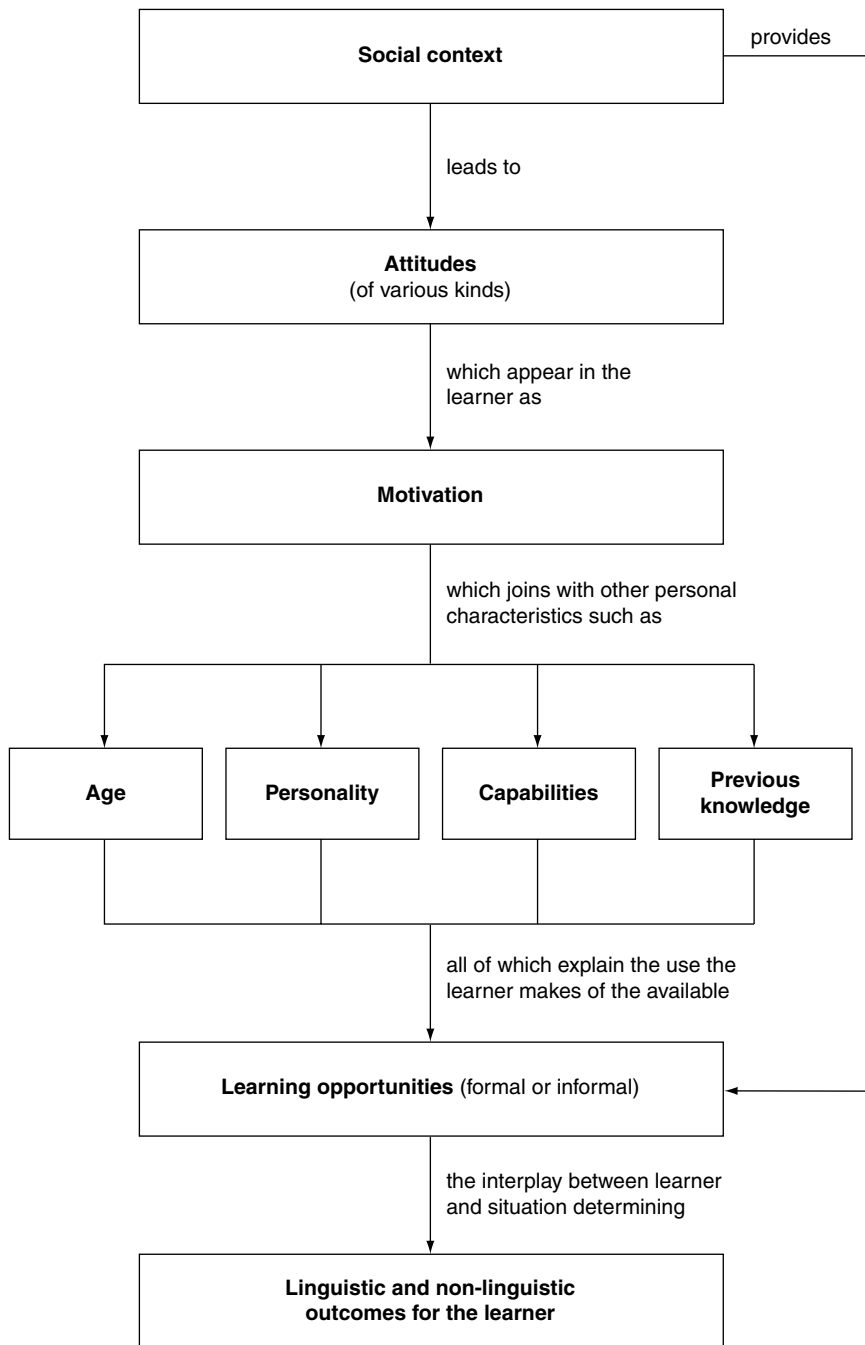 Social context
provides
leads to
Attitudes
(of various kinds)
which appear in the
learner as
Motivation
which joins with other personal
characteristics such as
Age
Personality
Capabilities
Previous
knowledge
all of which explain the use the
learner makes of the available
Learning opportunities (formal or informal)
the interplay between learner
and situation determining
Linguistic and non-linguistic
outcomes for the learner